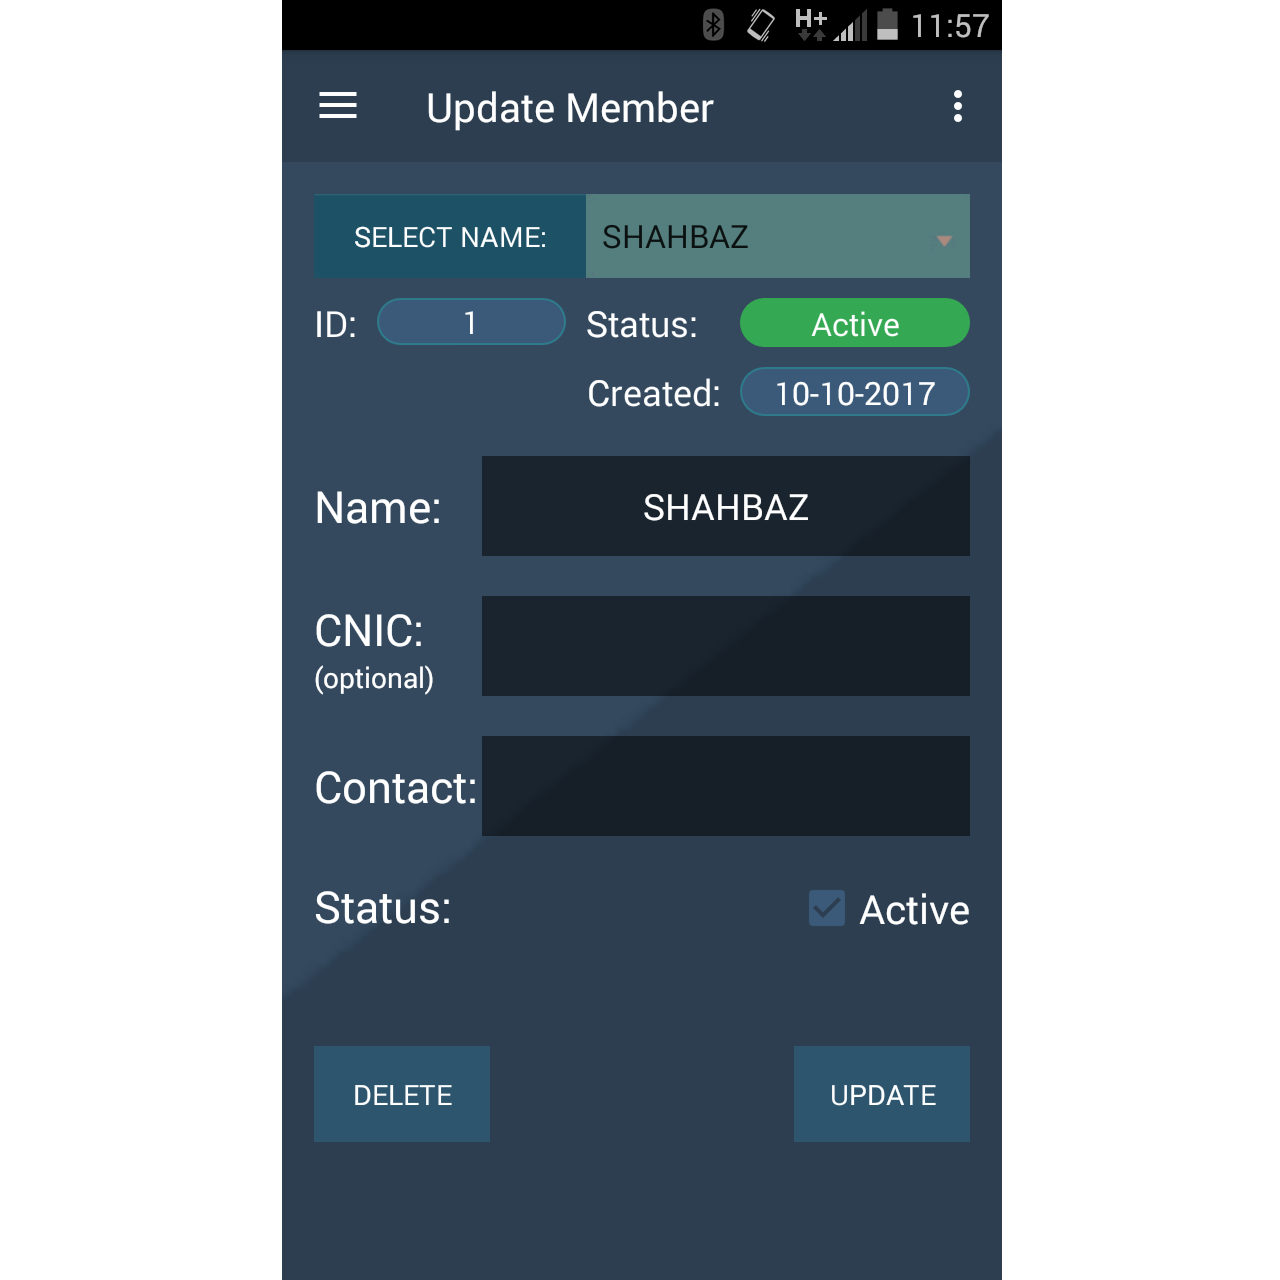 H+ 11:57
Update Member
SELECT NAME: SHAHBAZ
ID: 1 Status: Active
Created: 10-10-2017
Name: SHAHBAZ
CNIC:
(optional)
Contact:
Status: Active
DELETE UPDATE